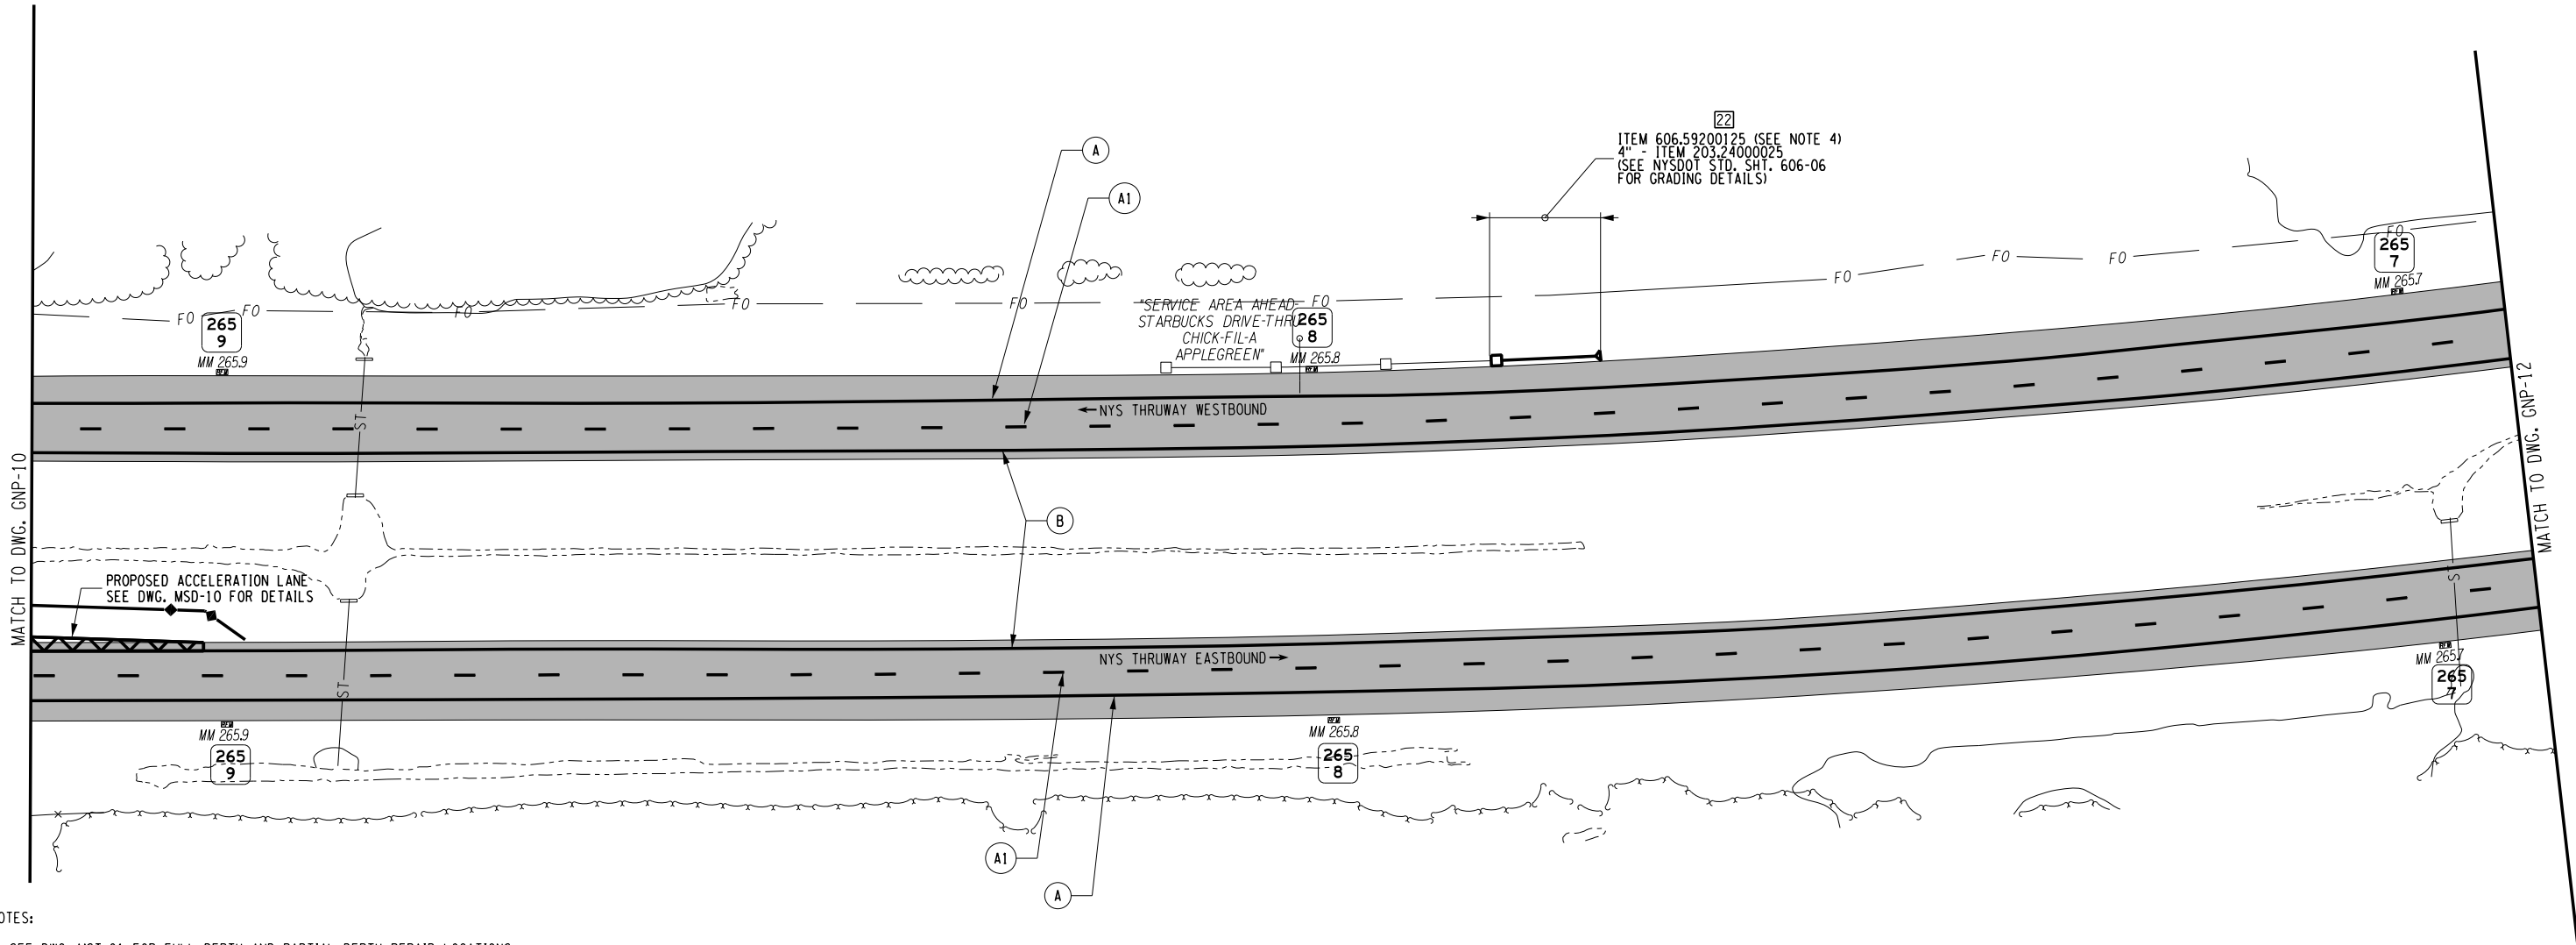 22
ITEM 606.59200125 (SEE NOTE 4)
4" - ITEM 203.24000025
(SEE NYSDOT STD. SHT. 606-06
FOR GRADING DETAILS)
A
A1
FO
265
7
MM 265.7
FO
FO
FO
FO
FO
FO
FO
FO
FO
FO
"SERVICE AREA AHEAD-
STARBUCKS DRIVE-THRU
CHICK-FIL-A
APPLEGREEN"
265
8
MM 265.8
265
9
MM 265.9
ST
← NYS THRUWAY WESTBOUND
MATCH TO DWG. GNP-10
MATCH TO DWG. GNP-12
B
PROPOSED ACCELERATION LANE
SEE DWG. MSD-10 FOR DETAILS
ST
ST
NYS THRUWAY EASTBOUND →
MM 265.7
265
7
MM 265.9
265
9
MM 265.8
265
8
A1
A
OTES: